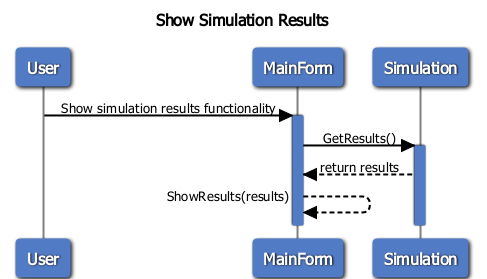 Show Simulation Results
User
MainForm
Simulation
Show simulation results functionality
GetResults()
return results
ShowResults(results)
User
MainForm
Simulation